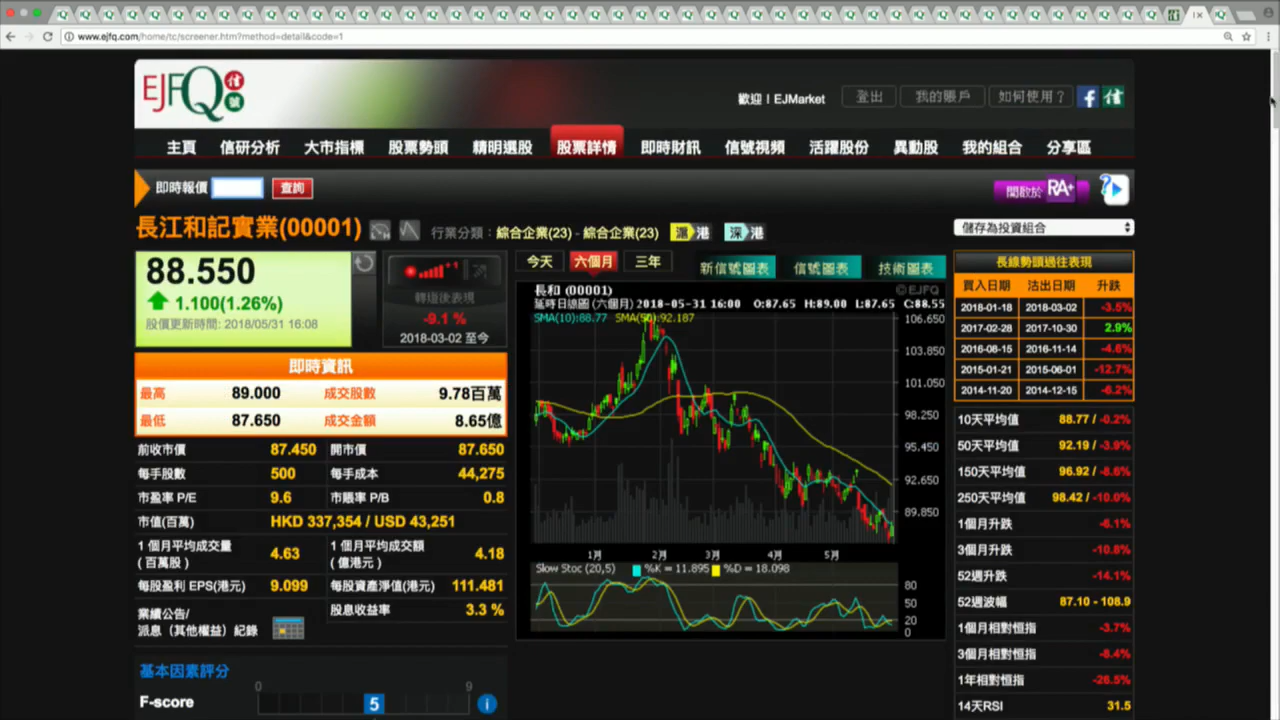 www.ejfq.com/home/tc/screener.htm?method=detail&code=1
EJFQ 信號
歡迎！EJMarket 登出 我的賬戶 如何使用？ f 信
主頁 信研分析 大市指標 股票勢頭 精明選股 股票詳情 即時財訊 信號視頻 活躍股份 異動股 我的組合 分享區
即時報價 查詢
RA+
長江和記實業(00001) 行業分類：綜合企業(23) - 綜合企業(23) 滬 港 深 港
儲存為投資組合
88.550
1.100(1.26%)
股價更新時間: 2018/05/31 16:08
轉壞後表現
-9.1 %
2018-03-02 至今
即時資訊
最高 89.000 成交股數 9.78百萬
最低 87.650 成交金額 8.65億
前收市價 87.450 開市價 87.650
每手股數 500 每手成本 44,275
市盈率 P/E 9.6 市賬率 P/B 0.8
市值(百萬) HKD 337,354 / USD 43,251
1 個月平均成交量 4.63 1 個月平均成交額 4.18
( 百萬股 ) ( 億港元 )
每股盈利 EPS(港元) 9.099 每股資產淨值(港元) 111.481
業績公告/ 股息收益率 3.3 %
派息（其他權益）紀錄
基本因素評分
F-score 0 5 9 i
今天 六個月 三年 新信號圖表 信號圖表 技術圖表
長和 (00001) ©EJFQ
延時日線圖 (六個月) 2018-05-31 16:00 O:87.65 H:89.00 L:87.65 C:88.55
SMA(10):88.77 SMA(50):92.187
106.650
103.850
101.050
98.250
95.450
92.650
89.850
1月 2月 3月 4月 5月
Slow Stoc (20,5) %K = 11.895 %D = 18.098
80
50
20
0
長線勢頭過往表現
買入日期 沽出日期 升跌
2018-01-18 2018-03-02 -3.5%
2017-02-28 2017-10-30 2.9%
2016-08-15 2016-11-14 -4.6%
2015-01-21 2015-06-01 -12.7%
2014-11-20 2014-12-15 -6.2%
10天平均值 88.77 / -0.2%
50天平均值 92.19 / -3.9%
150天平均值 96.92 / -8.6%
250天平均值 98.42 / -10.0%
1個月升跌 -6.1%
3個月升跌 -10.8%
52週升跌 -14.1%
52週波幅 87.10 - 108.9
1個月相對恒指 -3.7%
3個月相對恒指 -8.4%
1年相對恒指 -26.5%
14天RSI 31.5